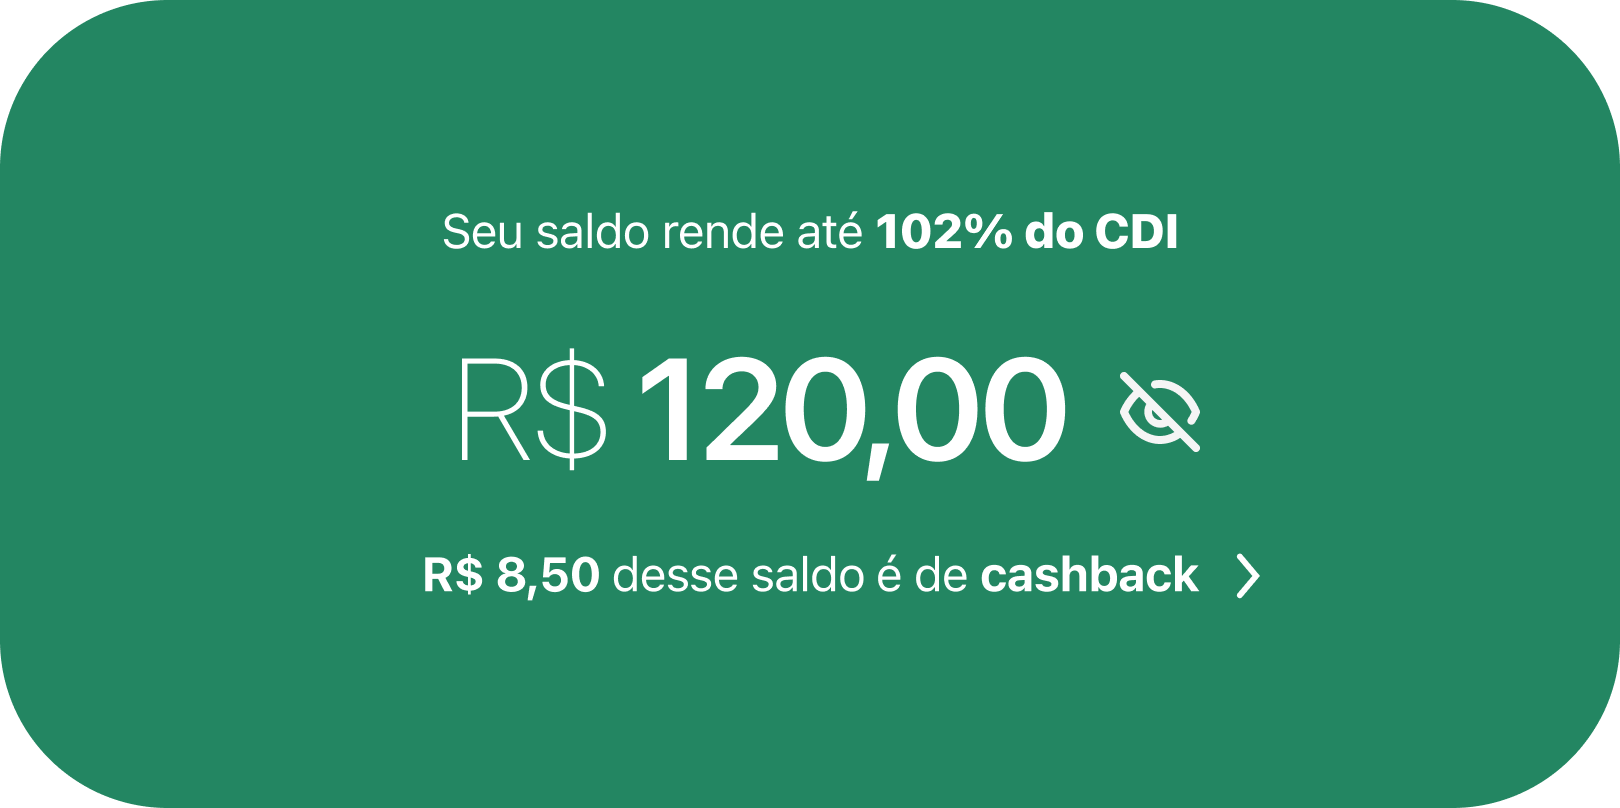 Seu saldo rende até 102% do CDI
R$ 120,00
R$ 8,50 desse saldo é de cashback